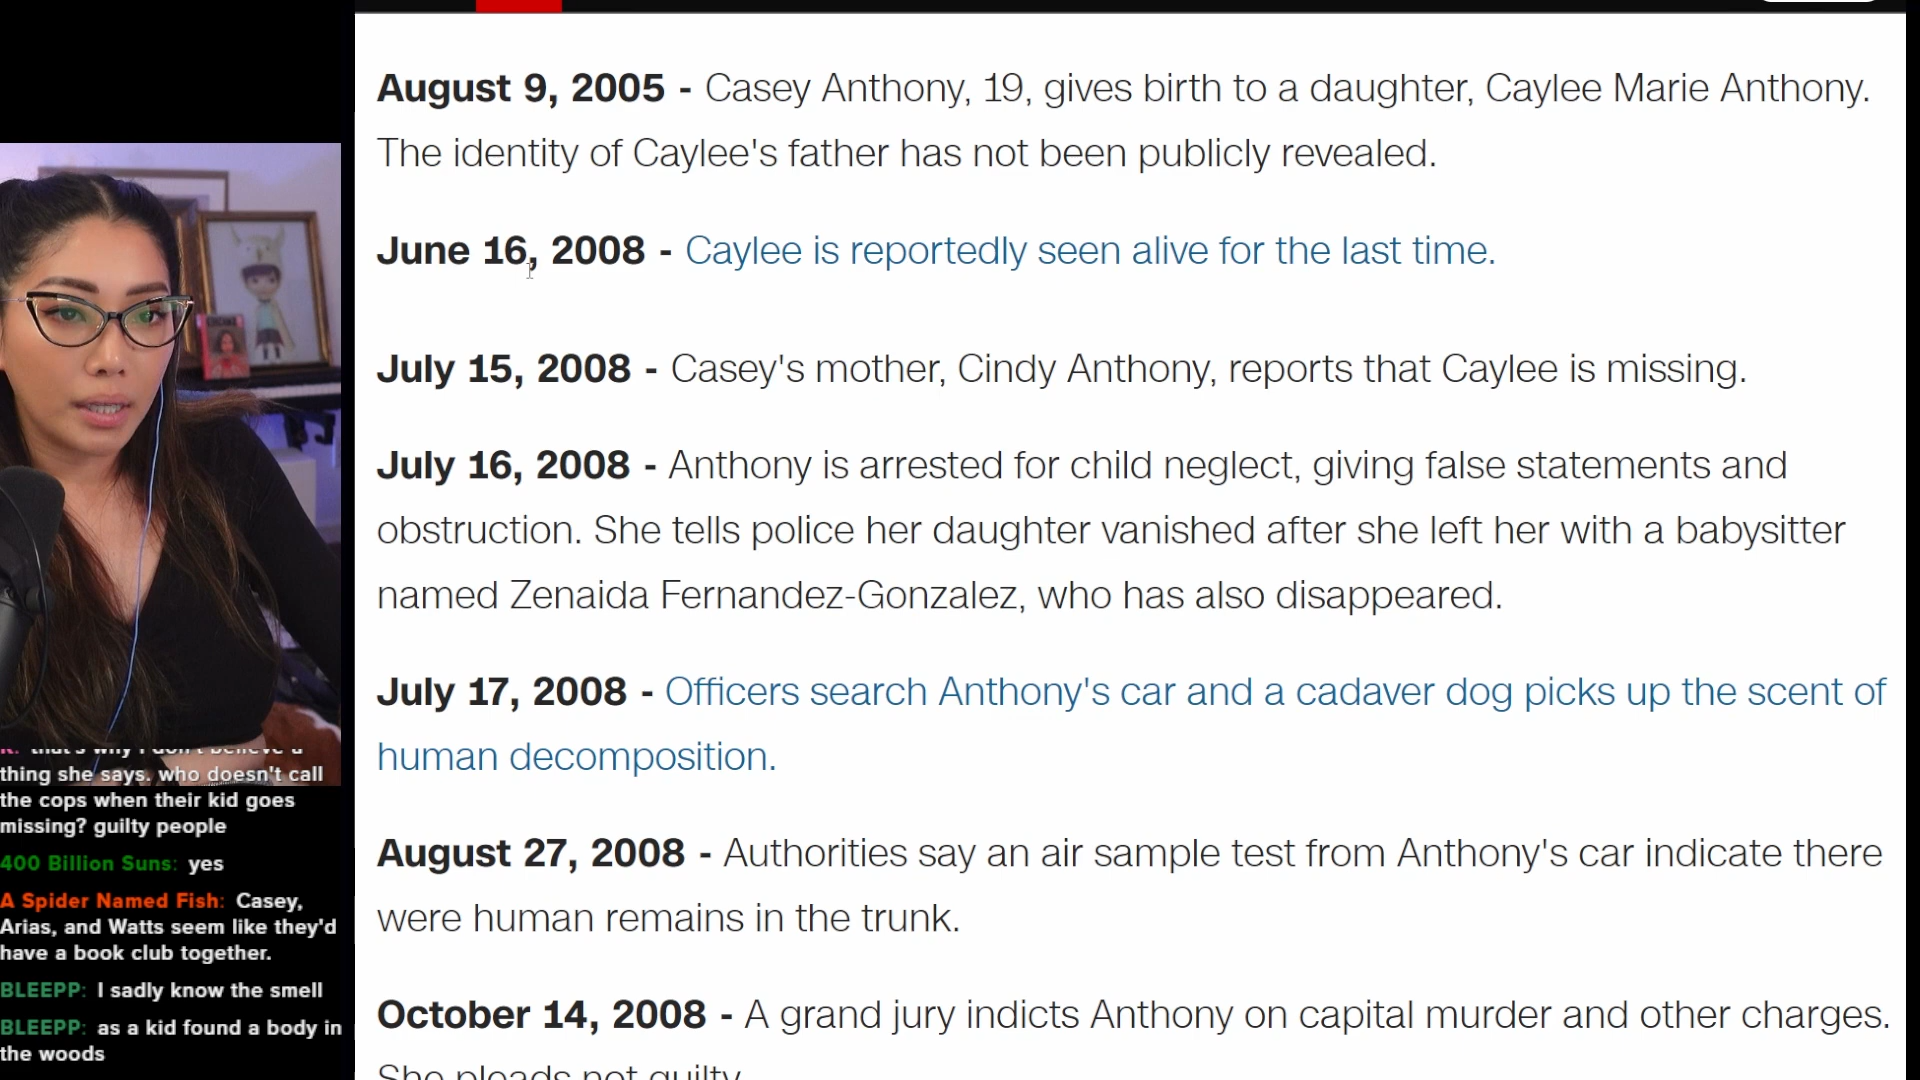 August 9, 2005 - Casey Anthony, 19, gives birth to a daughter, Caylee Marie Anthony.
The identity of Caylee's father has not been publicly revealed.
June 16, 2008 - Caylee is reportedly seen alive for the last time.
July 15, 2008 - Casey's mother, Cindy Anthony, reports that Caylee is missing.
July 16, 2008 - Anthony is arrested for child neglect, giving false statements and
obstruction. She tells police her daughter vanished after she left her with a babysitter
named Zenaida Fernandez-Gonzalez, who has also disappeared.
July 17, 2008 - Officers search Anthony's car and a cadaver dog picks up the scent of
human decomposition.
August 27, 2008 - Authorities say an air sample test from Anthony's car indicate there
were human remains in the trunk.
October 14, 2008 - A grand jury indicts Anthony on capital murder and other charges.
She pleads not guilty.
that's why I don't believe a
thing she says. who doesn't call
the cops when their kid goes
missing? guilty people
400 Billion Suns: yes
A Spider Named Fish: Casey,
Arias, and Watts seem like they'd
have a book club together.
BLEEPP: I sadly know the smell
BLEEPP: as a kid found a body in
the woods